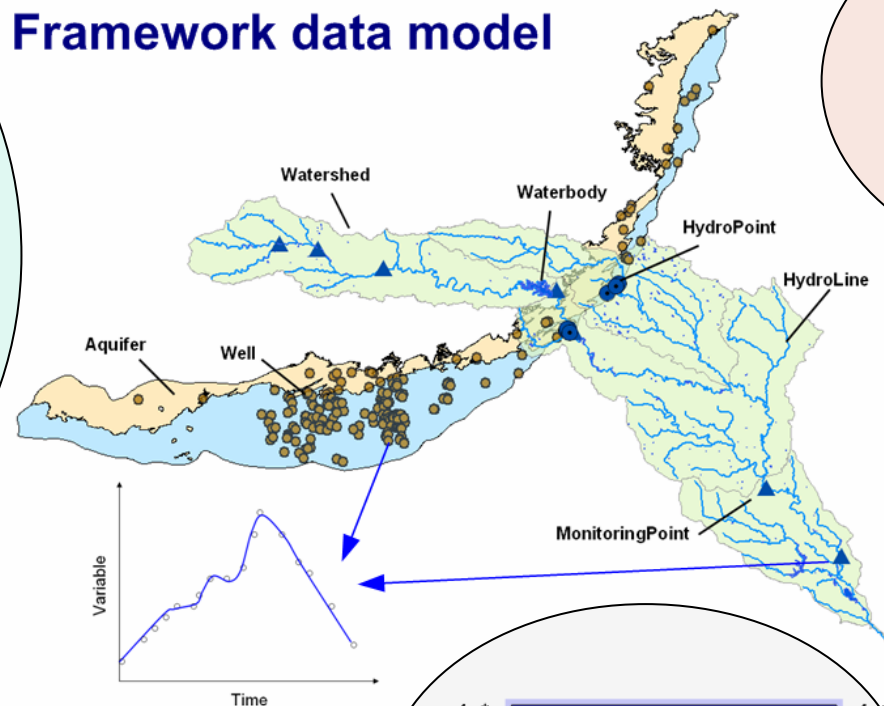 Framework data model
Watershed
Waterbody
HydroPoint
HydroLine
Aquifer
Well
MonitoringPoint
Variable
Time